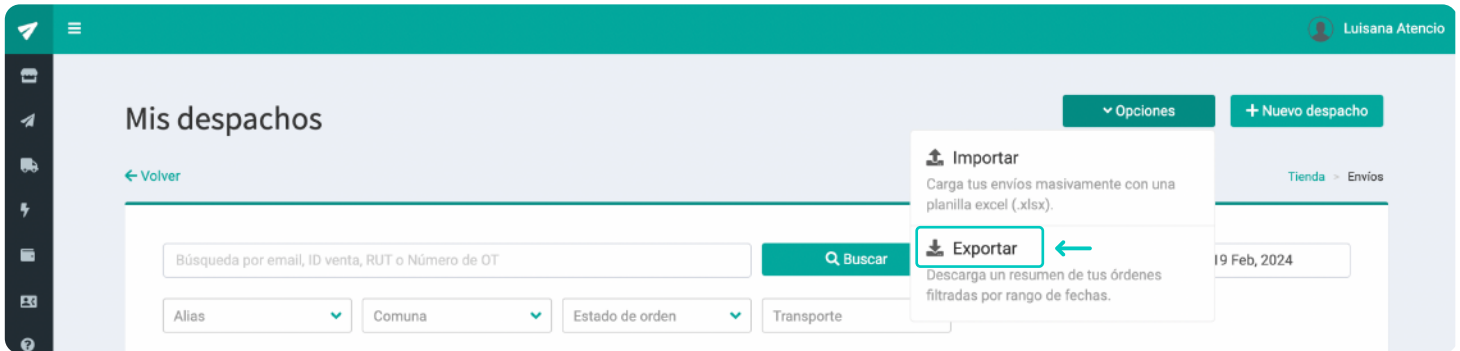 Luisana Atencio
Mis despachos
Opciones
+ Nuevo despacho
← Volver
Tienda > Envíos
Importar
Carga tus envíos masivamente con una
planilla excel (.xlsx).
Exportar
Descarga un resumen de tus órdenes
filtradas por rango de fechas.
Búsqueda por email, ID venta, RUT o Número de OT
Buscar
19 Feb, 2024
Alias
Comuna
Estado de orden
Transporte